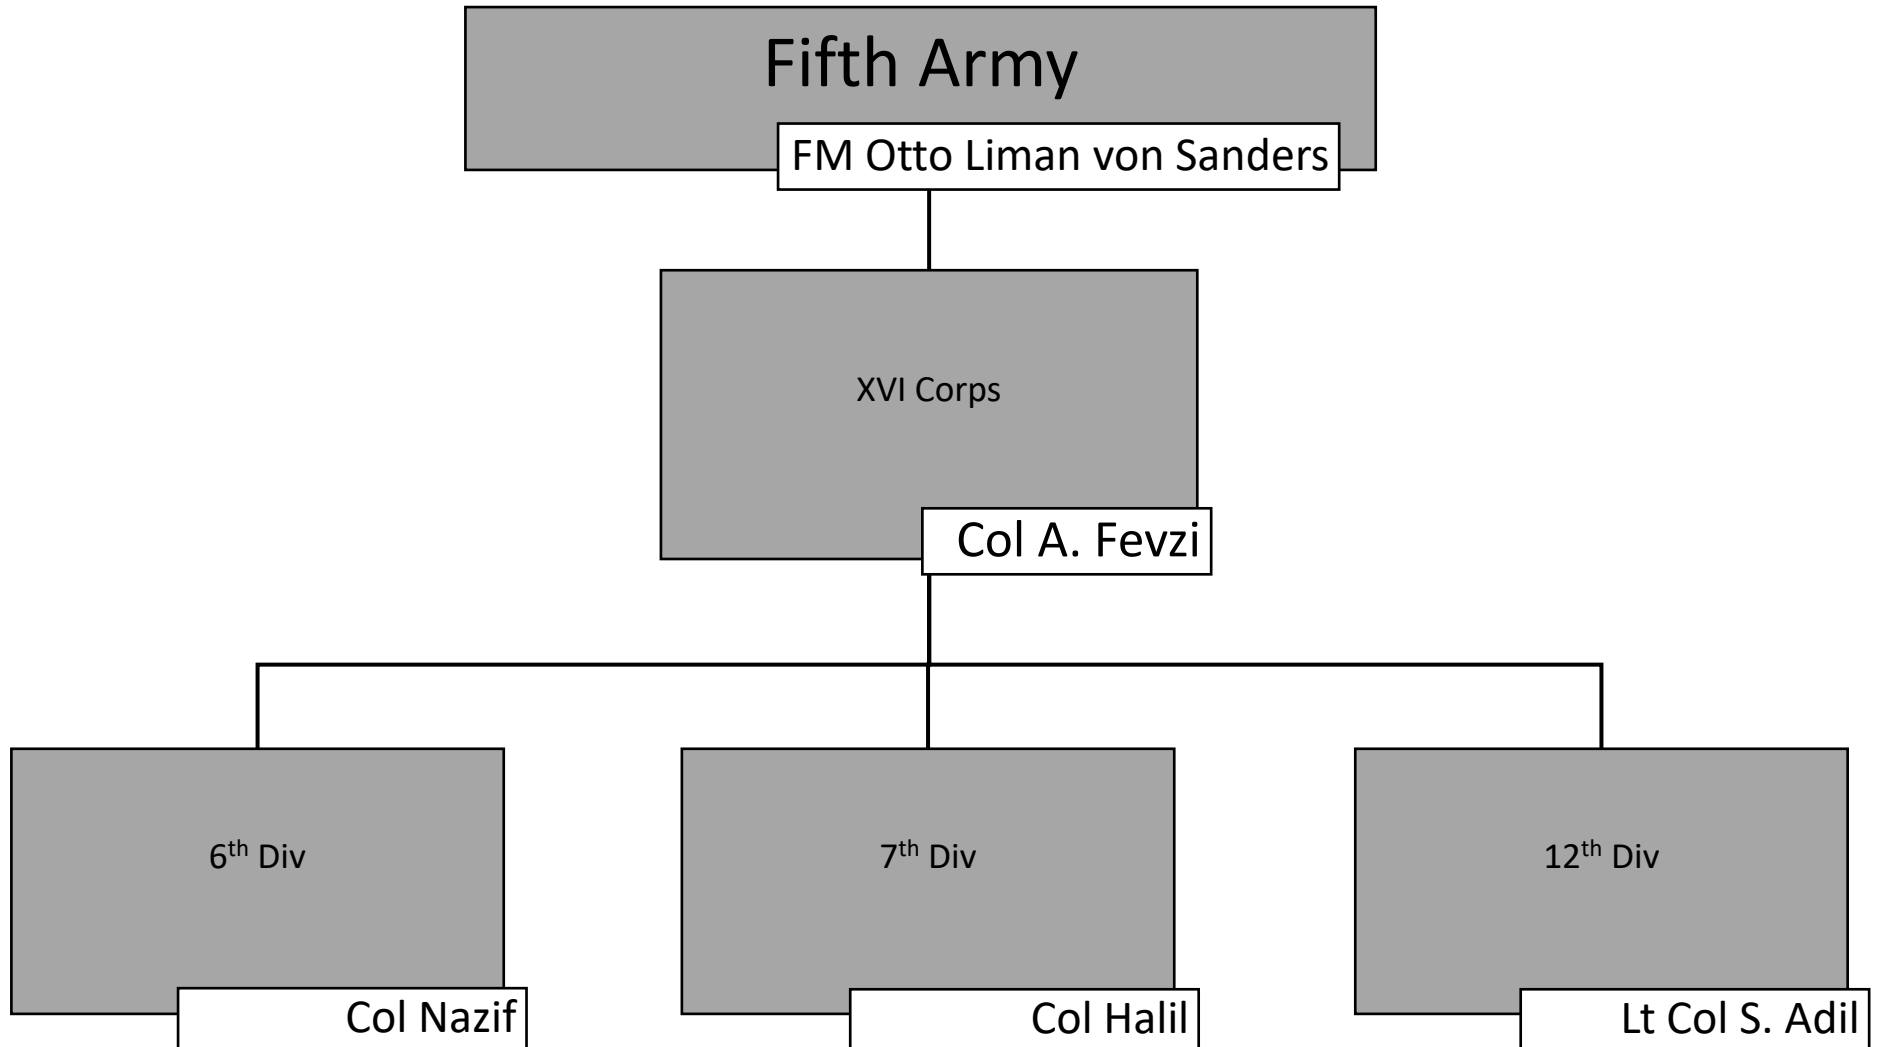 Fifth Army
FM Otto Liman von Sanders
XVI Corps
Col A. Fevzi
6th Div
Col Nazif
7th Div
Col Halil
12th Div
Lt Col S. Adil